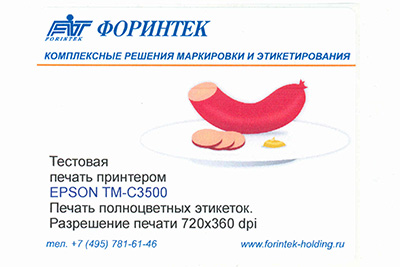 FORINTEK
ФОРИНТЕК
КОМПЛЕКСНЫЕ РЕШЕНИЯ МАРКИРОВКИ И ЭТИКЕТИРОВАНИЯ
Тестовая
печать принтером
EPSON TM-C3500
Печать полноцветных этикеток.
Разрешение печати 720x360 dpi
тел. +7 (495) 781-61-46
www.forintek-holding.ru